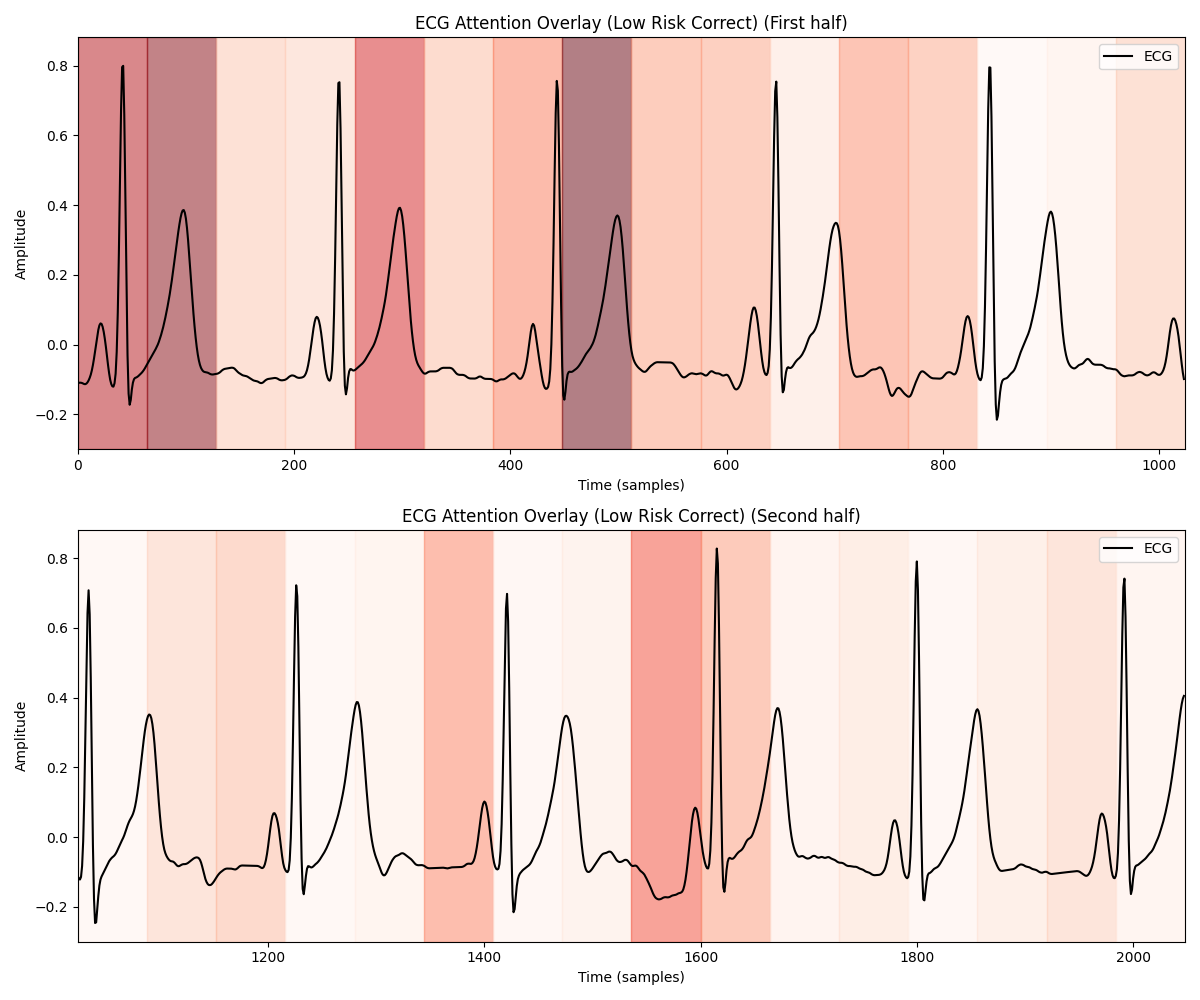 ECG Attention Overlay (Low Risk Correct) (First half)
ECG
Amplitude
0.8
0.6
0.4
0.2
0.0
−0.2
0 200 400 600 800 1000
Time (samples)
ECG Attention Overlay (Low Risk Correct) (Second half)
ECG
Amplitude
0.8
0.6
0.4
0.2
0.0
−0.2
1200 1400 1600 1800 2000
Time (samples)